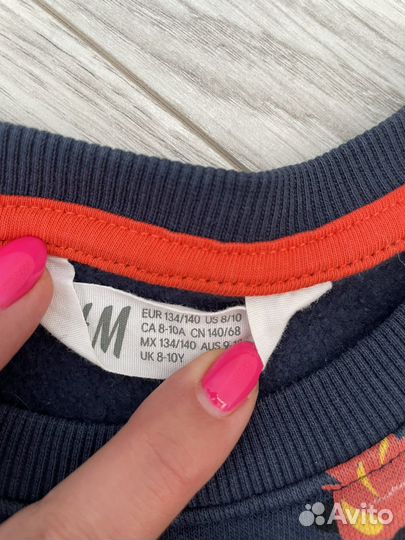 &M
EUR 134/140 US 8/10
CA 8-10A CN 140/68
MX 134/140 AUS
UK 8-10Y
Avito